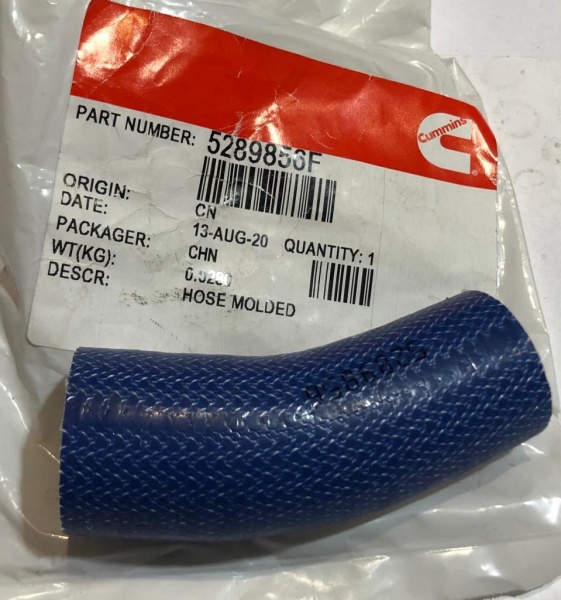 Cummins
PART NUMBER: 5289856F
ORIGIN: CN
DATE: 13-AUG-20 QUANTITY: 1
PACKAGER: CHN
WT(KG):
DESCR: HOSE MOLDED